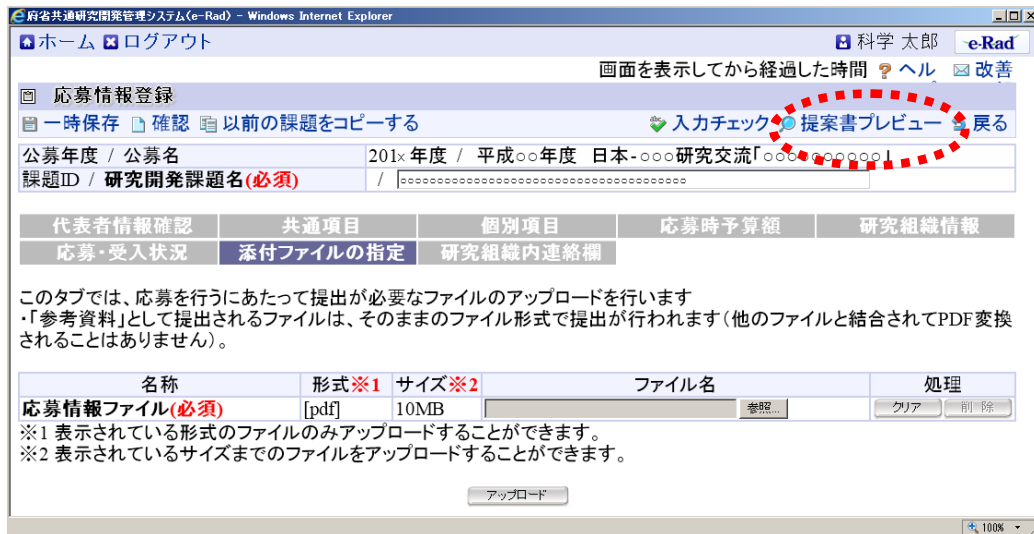 府省共通研究開発管理システム(e-Rad) - Windows Internet Explorer
ホーム ログアウト 科学 太郎 e-Rad
画面を表示してから経過した時間 ? ヘル 改善
応募情報登録
一時保存 確認 以前の課題をコピーする 入力チェック 提案書プレビュー 戻る
公募年度 / 公募名 201×年度 / 平成○○年度 日本-○○○研究交流「○○○○○○○○○○」
課題ID / 研究開発課題名(必須) / ○○○○○○○○○○○○○○○○○○○○○○○○○○○○○○○○○○○○○○○
代表者情報確認 共通項目 個別項目 応募時予算額 研究組織情報
応募・受入状況 添付ファイルの指定 研究組織内連絡欄
このタブでは、応募を行うにあたって提出が必要なファイルのアップロードを行います
・「参考資料」として提出されるファイルは、そのままのファイル形式で提出が行われます(他のファイルと結合されてPDF変換
されることはありません)。
名称 形式※1 サイズ※2 ファイル名 処理
応募情報ファイル(必須) [pdf] 10MB 参照... クリア 削除
※1 表示されている形式のファイルのみアップロードすることができます。
※2 表示されているサイズまでのファイルをアップロードすることができます。
アップロード
100%